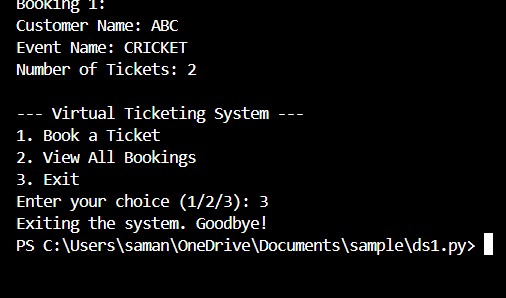 Booking 1:
Customer Name: ABC
Event Name: CRICKET
Number of Tickets: 2
--- Virtual Ticketing System ---
1. Book a Ticket
2. View All Bookings
3. Exit
Enter your choice (1/2/3): 3
Exiting the system. Goodbye!
PS C:\Users\saman\OneDrive\Documents\sample\ds1.py>